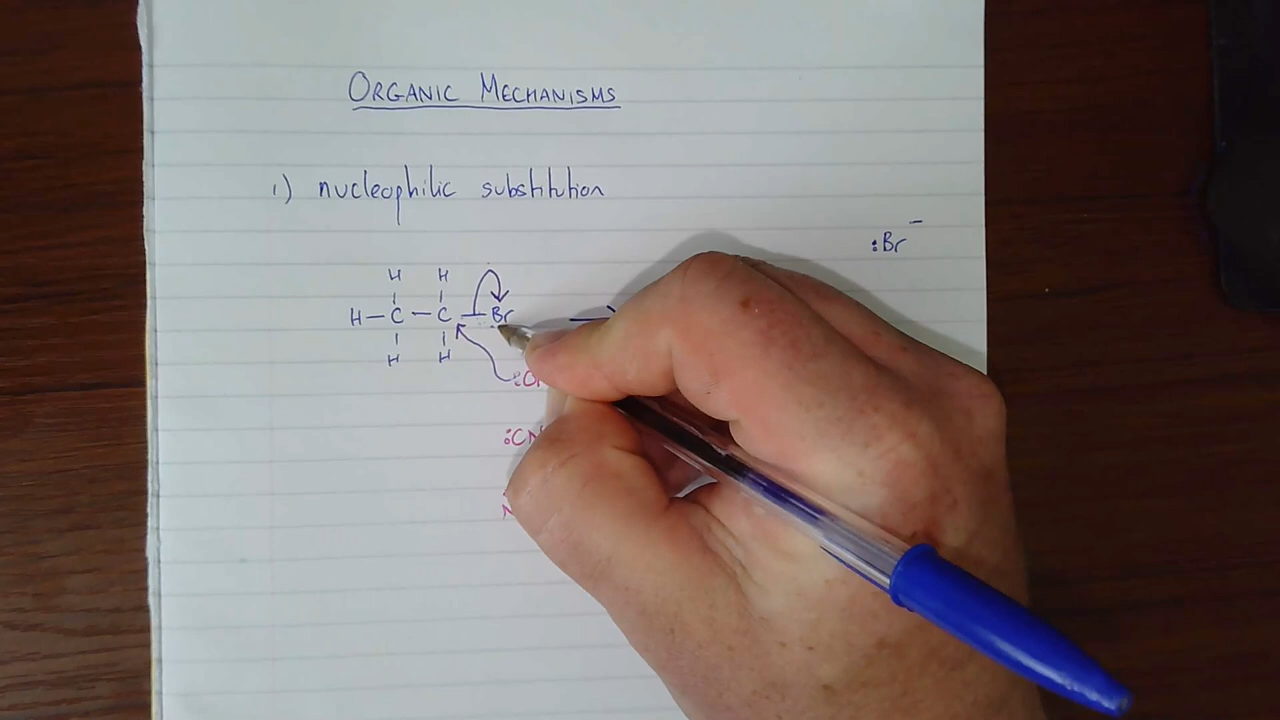 ORGANIC MECHANISMS
1) nucleophilic substitution
:Br⁻
H H
H—C—C—Br
H H
:CN